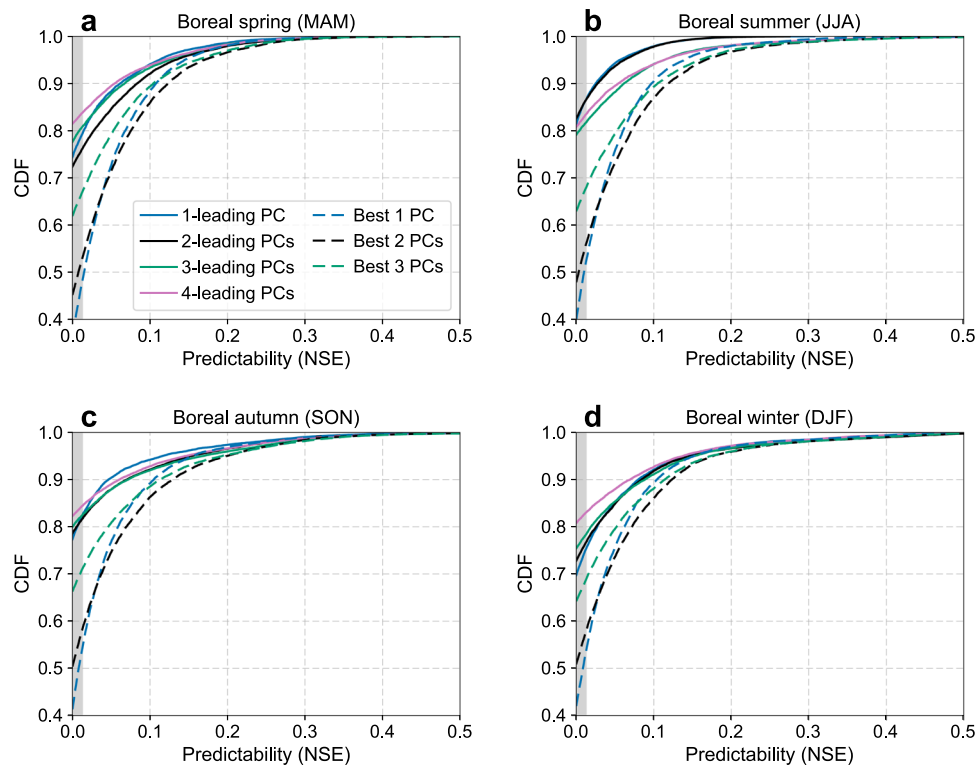 a Boreal spring (MAM)
1.0
0.9
0.8
0.7
0.6
0.5
0.4
CDF
1-leading PC
2-leading PCs
3-leading PCs
4-leading PCs
Best 1 PC
Best 2 PCs
Best 3 PCs
0.0 0.1 0.2 0.3 0.4 0.5
Predictability (NSE)
b Boreal summer (JJA)
1.0
0.9
0.8
0.7
0.6
0.5
0.4
CDF
0.0 0.1 0.2 0.3 0.4 0.5
Predictability (NSE)
c Boreal autumn (SON)
1.0
0.9
0.8
0.7
0.6
0.5
0.4
CDF
0.0 0.1 0.2 0.3 0.4 0.5
Predictability (NSE)
d Boreal winter (DJF)
1.0
0.9
0.8
0.7
0.6
0.5
0.4
CDF
0.0 0.1 0.2 0.3 0.4 0.5
Predictability (NSE)